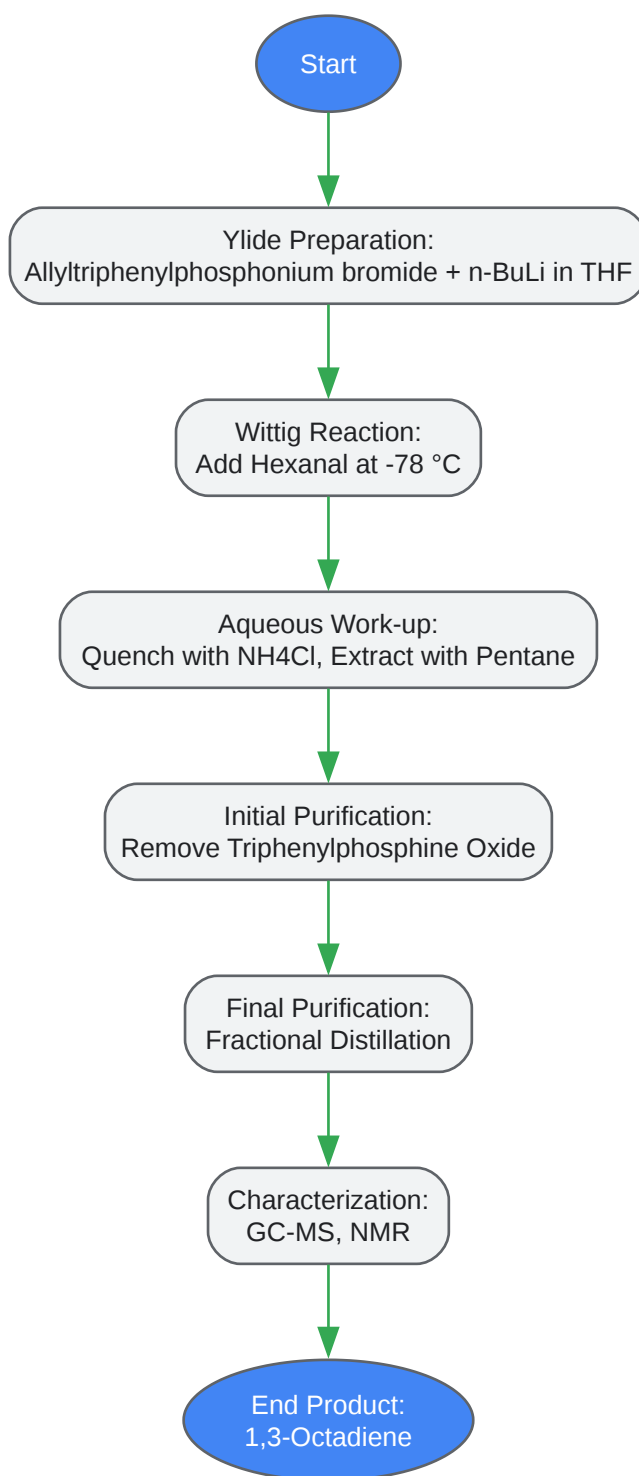 Start
Ylide Preparation:
Allyltriphenylphosphonium bromide + n-BuLi in THF
Wittig Reaction:
Add Hexanal at -78 °C
Aqueous Work-up:
Quench with NH4Cl, Extract with Pentane
Initial Purification:
Remove Triphenylphosphine Oxide
Final Purification:
Fractional Distillation
Characterization:
GC-MS, NMR
End Product:
1,3-Octadiene